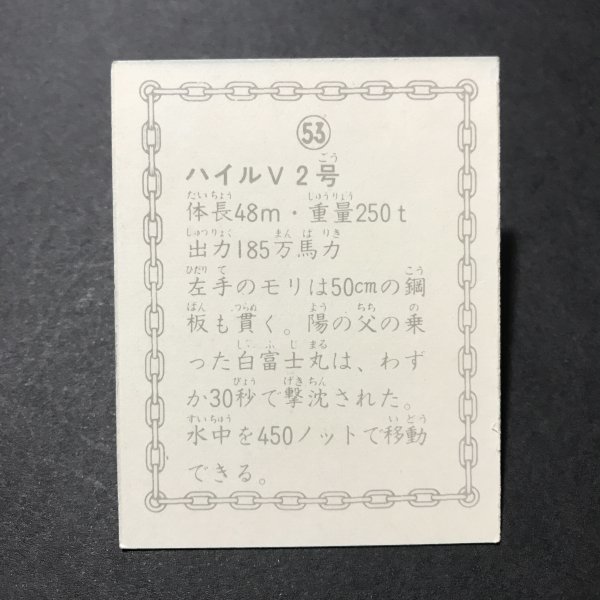 53
ハイルV2号
体長48m・重量250t
出力185万馬力
左手のモリは50cmの鋼
板も貫く。陽の父の乗
った白富士丸は、わず
か30秒で撃沈された。
水中を450ノットで移動
できる。